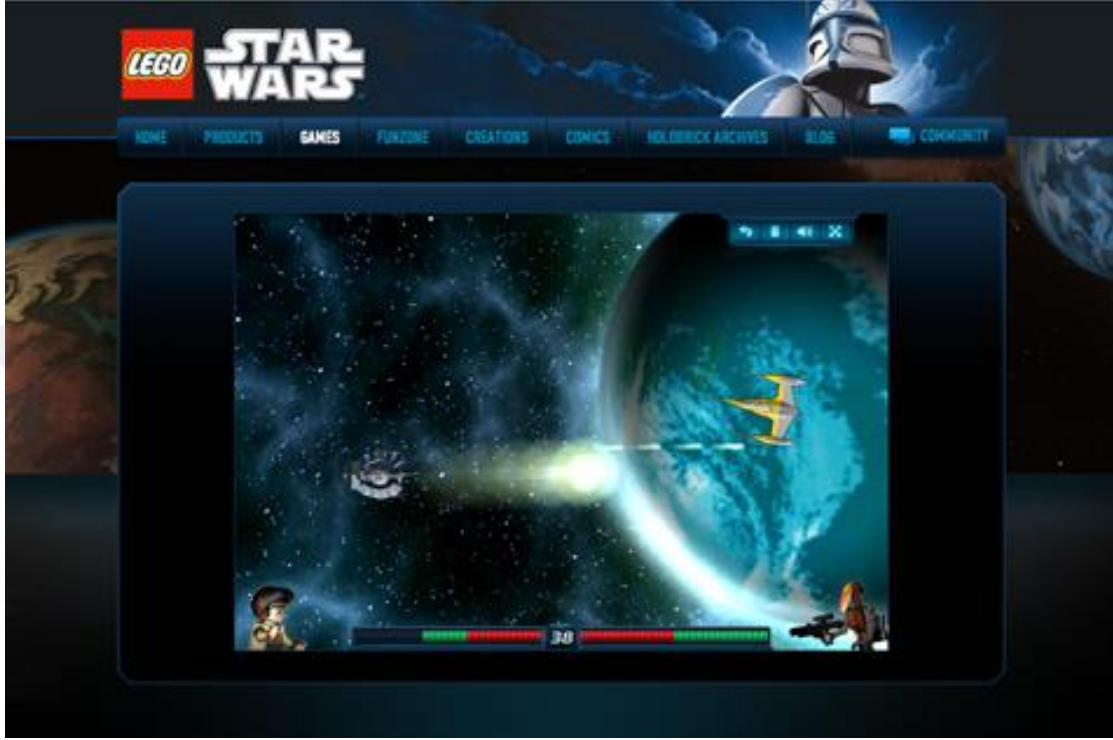 LEGO STAR WARS
HOME PRODUCTS GAMES FUNZONE CREATIONS COMICS HOLOBRICK ARCHIVES BLOG COMMUNITY
38